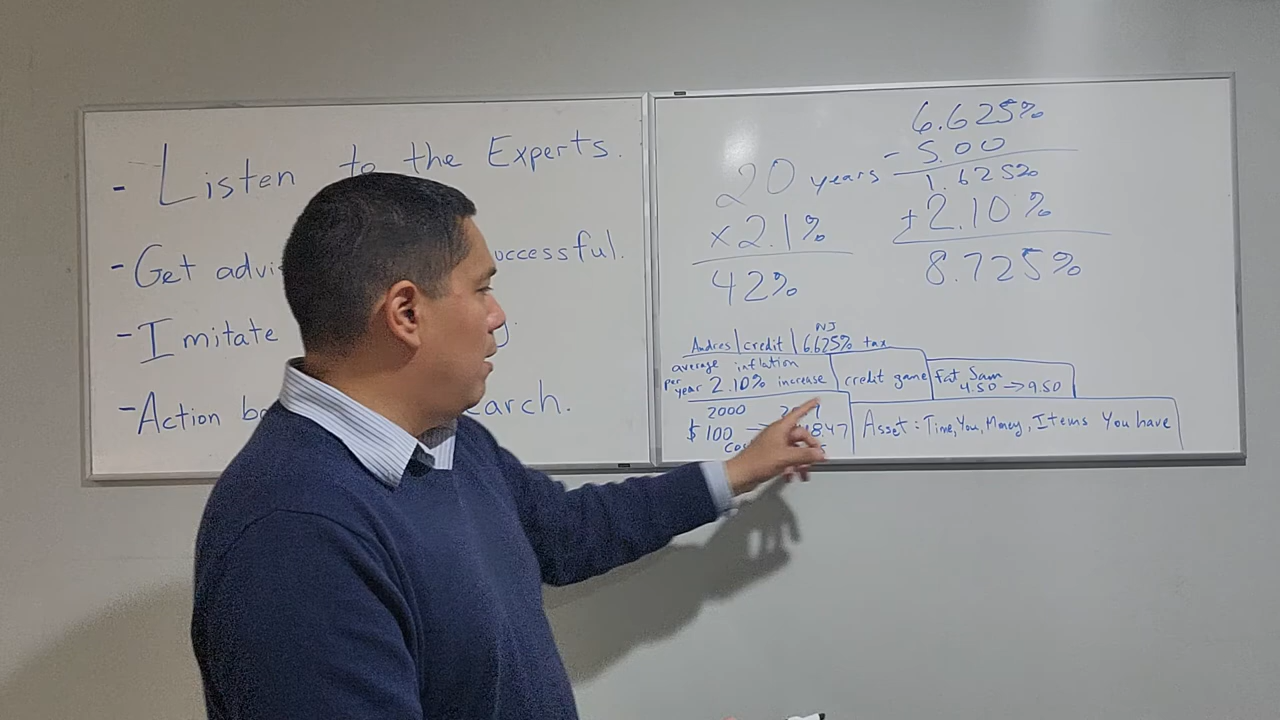 - Listen to the Experts.
- Get uccessful.
- Imitate
- Action earch.
20 years
× 2.1%
42%
6.625%
- 5.00
1.625%
+ 2.10%
8.725%
NJ
Andres | credit | 6.625% tax
average inflation
per year 2.10% increase
2000
$100 → 8.47
credit game
Fat Sam
4.50 → 9.50
Asset: Time, You, Money, Items You have